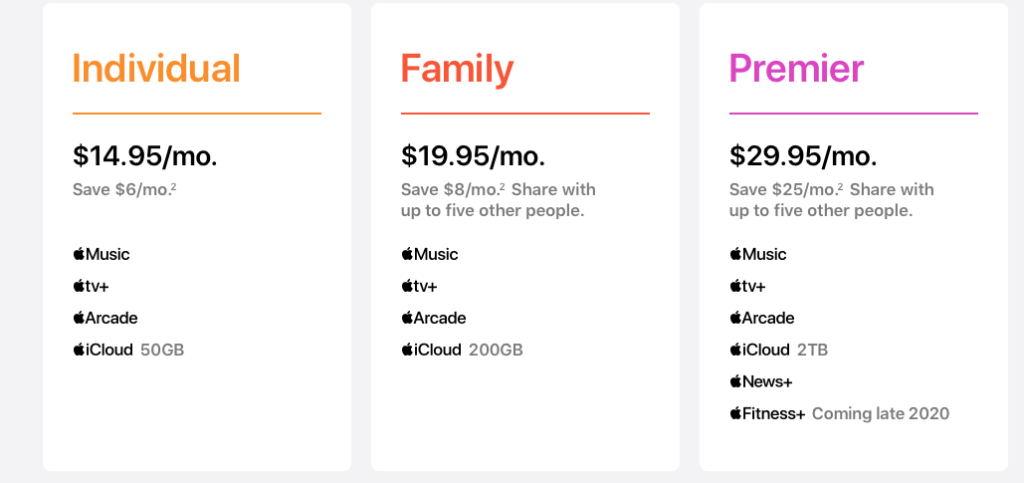 Individual
$14.95/mo.
Save $6/mo.²
Music
tv+
Arcade
iCloud 50GB
Family
$19.95/mo.
Save $8/mo.² Share with
up to five other people.
Music
tv+
Arcade
iCloud 200GB
Premier
$29.95/mo.
Save $25/mo.² Share with
up to five other people.
Music
tv+
Arcade
iCloud 2TB
News+
Fitness+ Coming late 2020